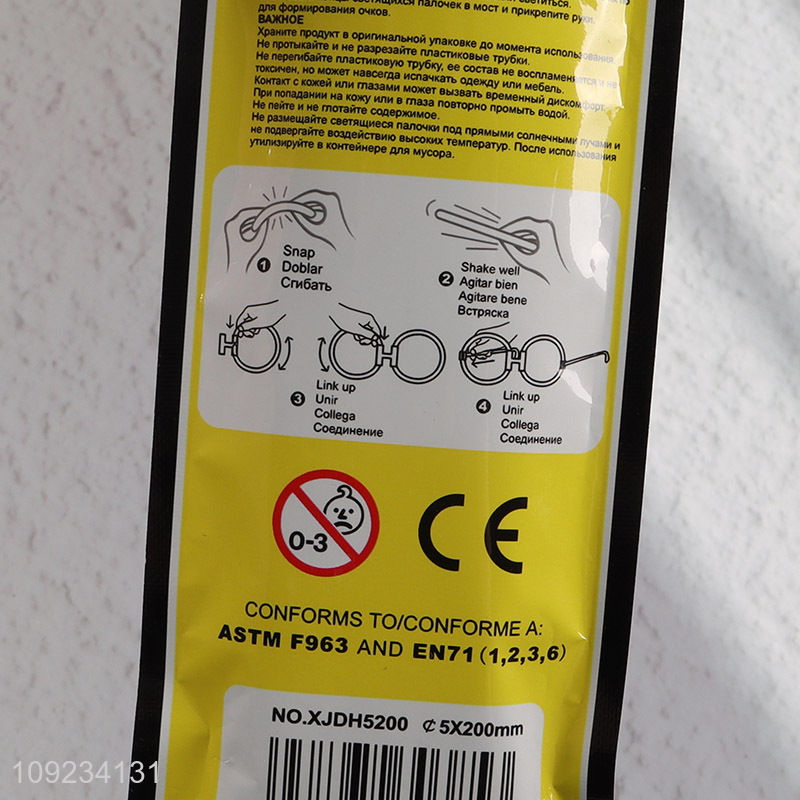 светящихся палочек в мост и прикрепите руки.
для формирования очков.
ВАЖНОЕ
Храните продукт в оригинальной упаковке до момента использования.
Не протыкайте и не разрезайте пластиковые трубки.
Не перегибайте пластиковую трубку, ее состав не воспламеняется и не
токсичен, но может навсегда испачкать одежду или мебель.
Контакт с кожей или глазами может вызвать временный дискомфорт.
При попадании на кожу или в глаза повторно промыть водой.
Не пейте и не глотайте содержимое.
Не размещайте светящиеся палочки под прямыми солнечными лучами и
не подвергайте воздействию высоких температур. После использования
утилизируйте в контейнере для мусора.
1 Snap
Doblar
Сгибать
2 Shake well
Agitar bien
Agitare bene
Встряска
3 Link up
Unir
Collega
Соединение
4 Link up
Unir
Collega
Соединение
0-3
CE
CONFORMS TO/CONFORME A:
ASTM F963 AND EN71 (1,2,3,6)
NO.XJDH5200 ¢5X200mm
109234131